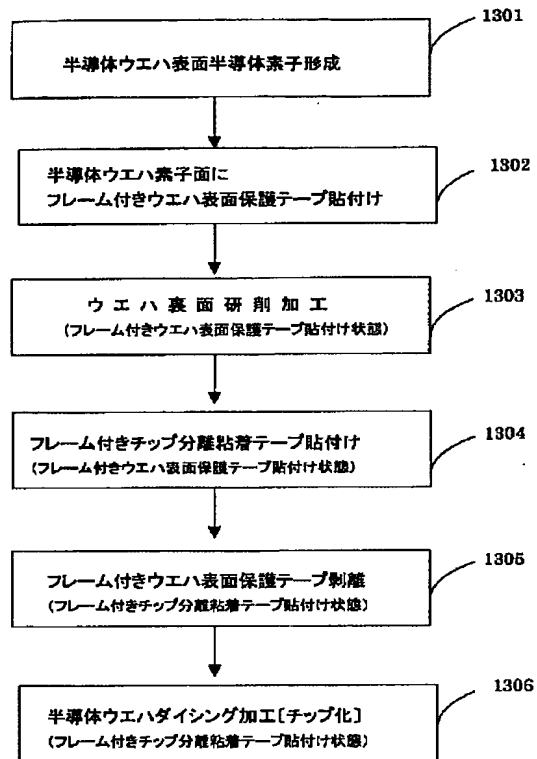 1301
半導体ウエハ表面半導体素子形成
1302
半導体ウエハ素子面に
フレーム付きウエハ表面保護テープ貼付け
1303
ウエハ裏面研削加工
(フレーム付きウエハ表面保護テープ貼付け状態)
1304
フレーム付きチップ分離粘着テープ貼付け
(フレーム付きウエハ表面保護テープ貼付け状態)
1305
フレーム付きウエハ表面保護テープ剥離
(フレーム付きチップ分離粘着テープ貼付け状態)
1306
半導体ウエハダイシング加工[チップ化]
(フレーム付きチップ分離粘着テープ貼付け状態)